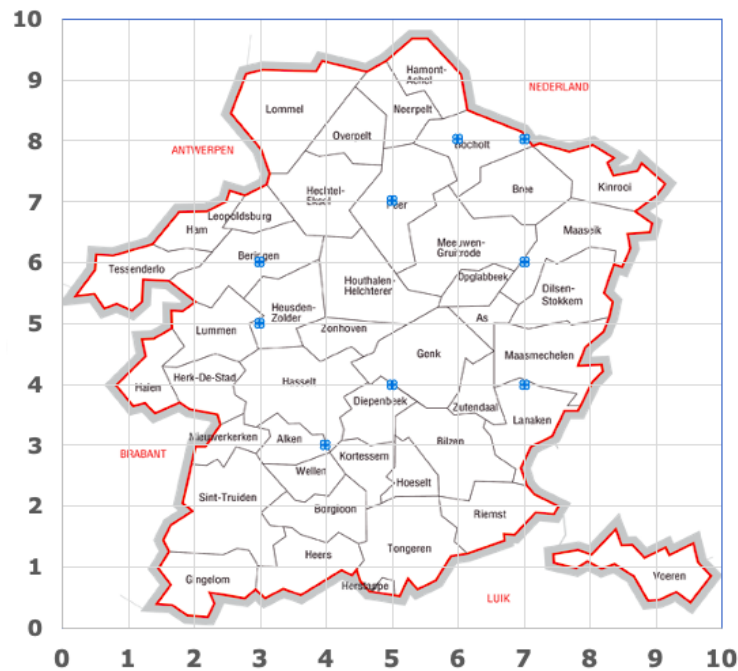 10
9
8
7
6
5
4
3
2
1
0
0 1 2 3 4 5 6 7 8 9 10
NEDERLAND
ANTWERPEN
BRABANT
LUIK
Hamont-
Achel
Lommel
Neerpelt
Overpelt
Bocholt
Hechtel-
Eksel
Peer
Bree
Kinrooi
Leopoldsburg
Ham
Maaseik
Beringen
Meeuwen-
Gruitrode
Tessenderlo
Opglabbeek
Houthalen-
Helchteren
Dilsen-
Stokkem
Heusden-
Zolder
As
Lummen
Zonhoven
Genk
Maasmechelen
Halen
Herk-De-Stad
Hasselt
Diepenbeek
Zutendaal
Lanaken
Nieuwerkerken
Alken
Bilzen
Kortessem
Wellen
Hoeselt
Sint-Truiden
Borgloon
Riemst
Heers
Tongeren
Gingelom
Herstappe
Voeren